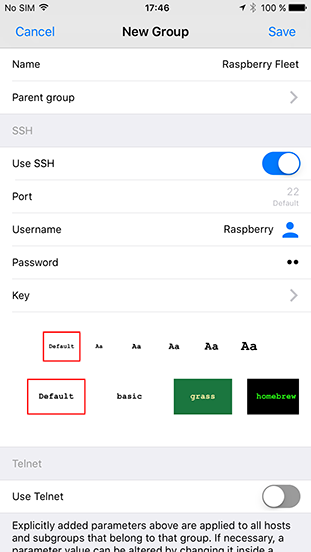 No SIM 17:46 100 %
Cancel New Group Save
Name Raspberry Fleet
Parent group
SSH
Use SSH
Port 22
Default
Username Raspberry
Password ••
Key
Default Aa Aa Aa Aa Aa
Default basic grass homebrew
Telnet
Use Telnet
Explicitly added parameters above are applied to all hosts
and subgroups that belong to that group. If necessary, a
parameter value can be altered by changing it inside a